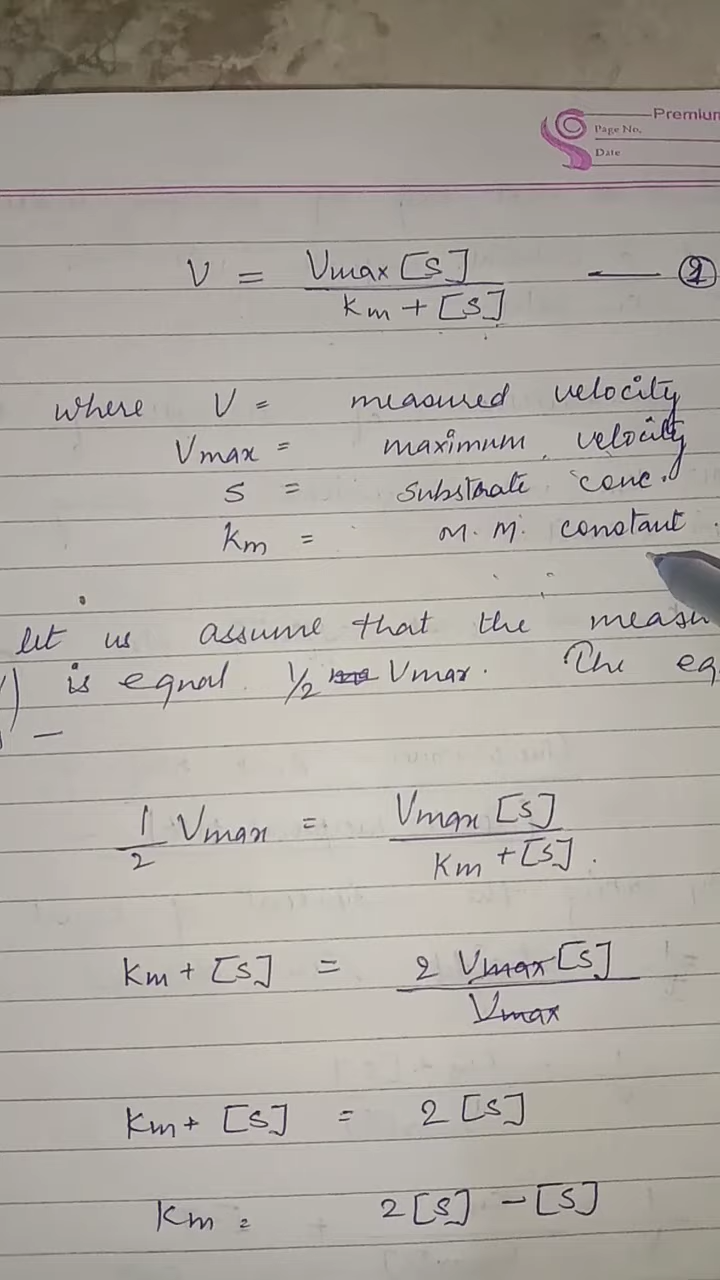 Premium
Page No.
Date
V = Vmax [S] / Km + [S] — 2
where V = measured velocity
Vmax = maximum velocity
S = substrate conc.
Km = M. M. constant
let us assume that the
is equal 1/2 Vmax. The
1/2 Vmax = Vmax [S] / Km + [S].
Km + [S] = 2 Vmax [S] / Vmax
Km + [S] = 2 [S]
Km = 2 [S] - [S]